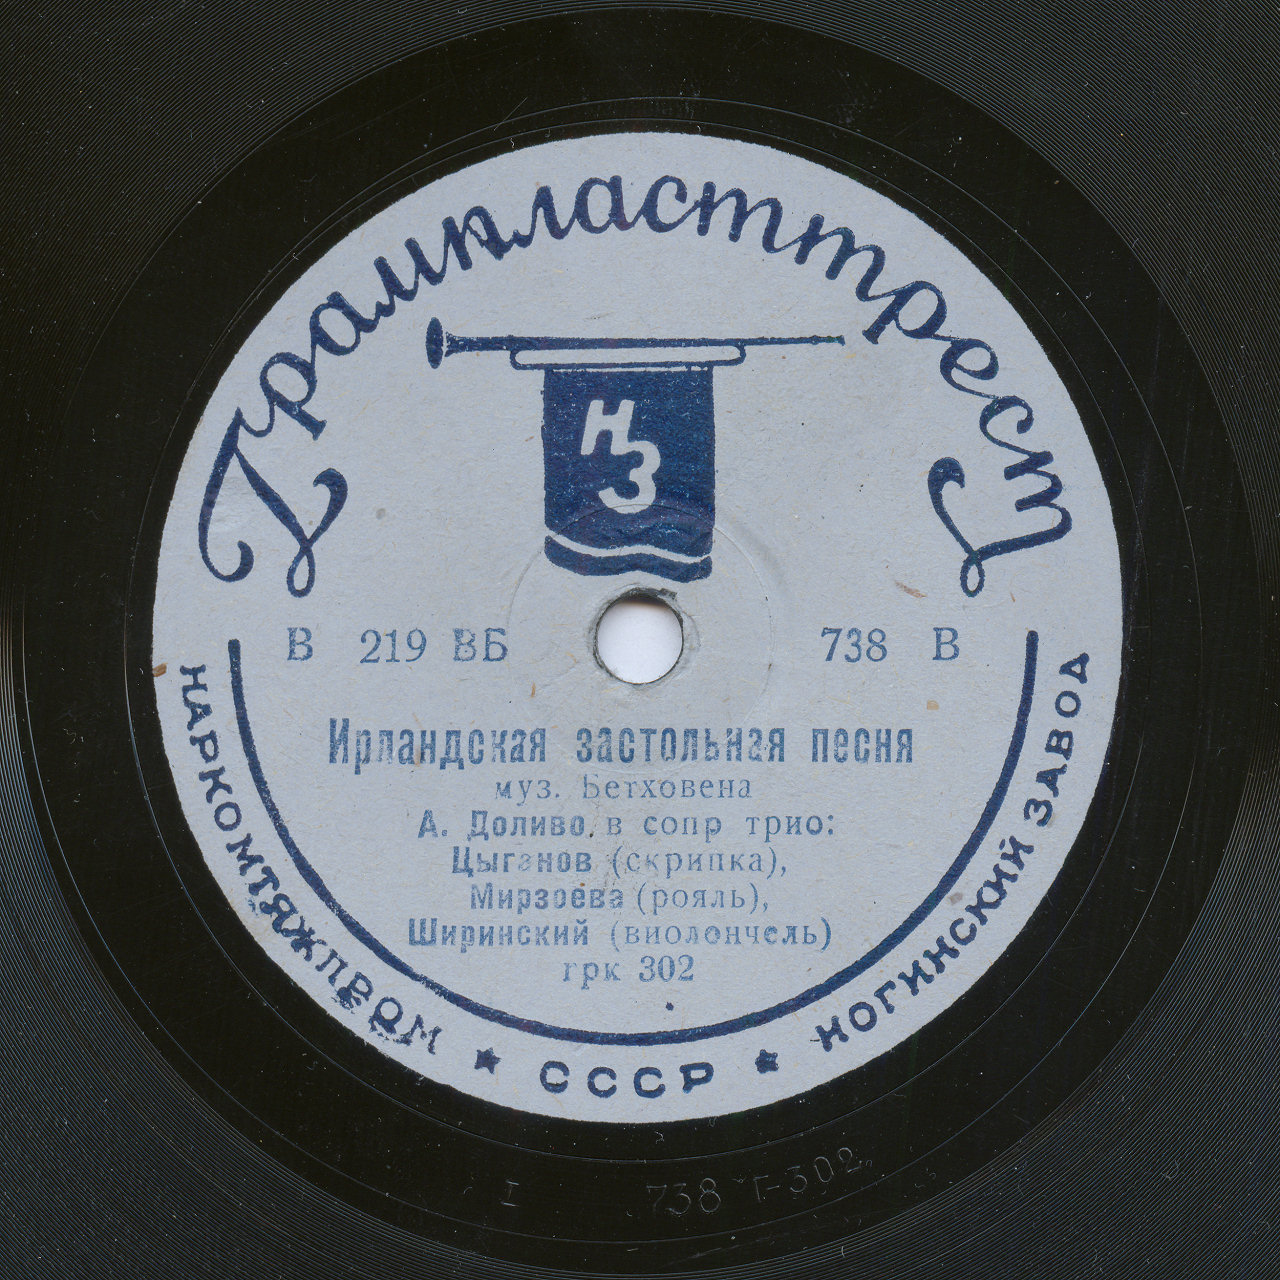 Грампласттрест
НЗ
В 219 ВБ 738 В
Ирландская застольная песня
муз. Бетховена
А. Доливо, в сопр трио:
Цыганов (скрипка),
Мирзоева (рояль),
Ширинский (виолончель)
грк 302
НАРКОМТЯЖПРОМ ★ СССР ★ НОГИНСКИЙ ЗАВОД
I 738 Г-302